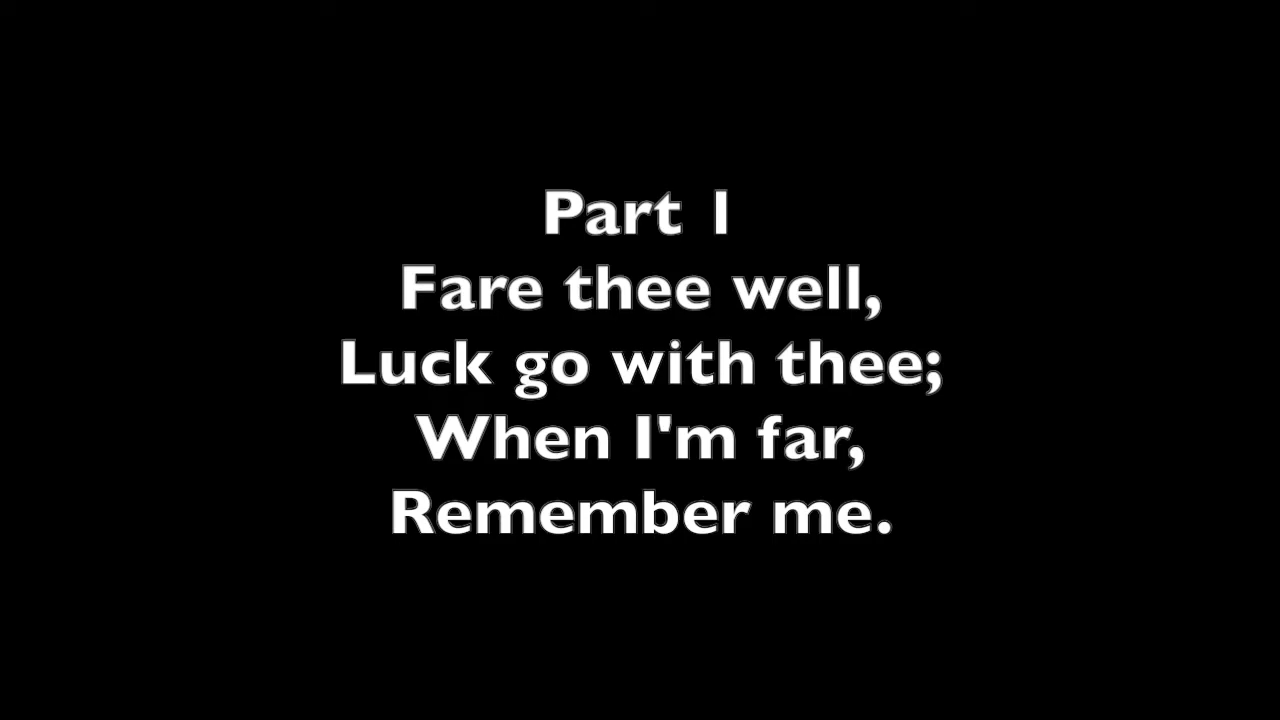 Part 1
Fare thee well,
Luck go with thee;
When I'm far,
Remember me.